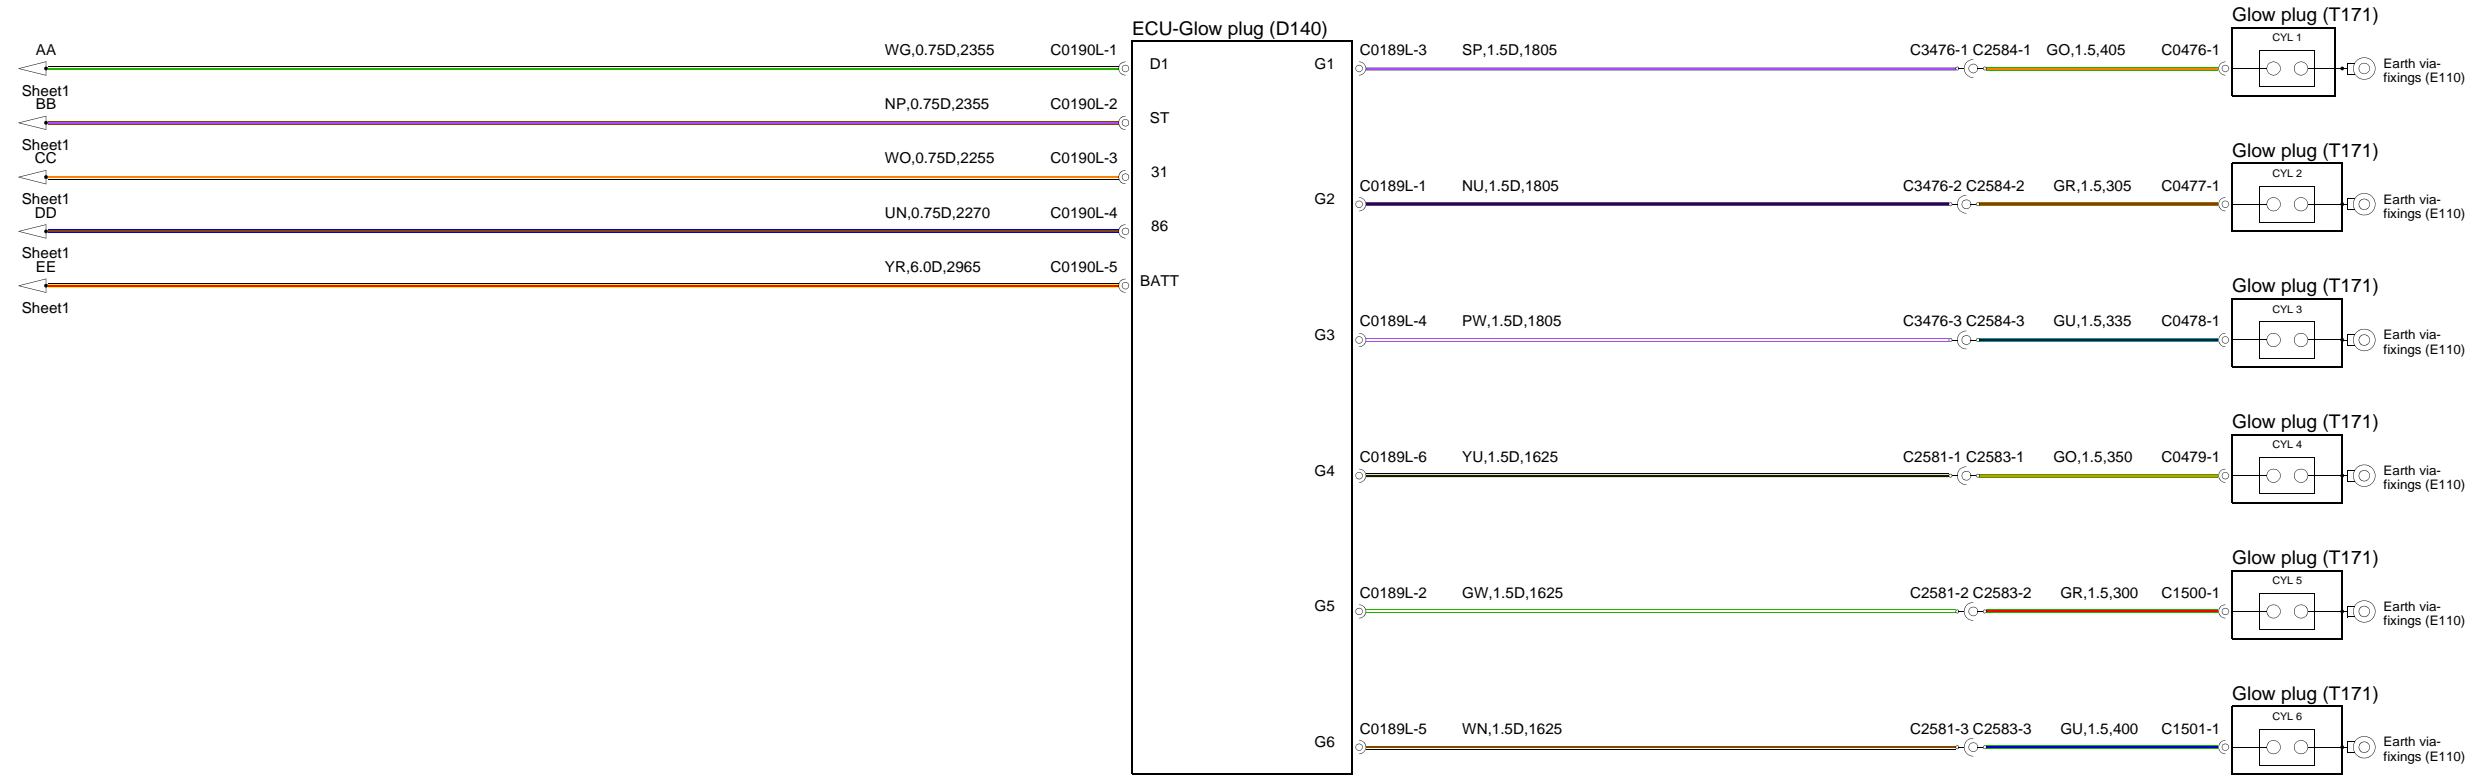 ECU-Glow plug (D140)
AA
WG,0.75D,2355 C0190L-1
D1
Sheet1
BB
NP,0.75D,2355 C0190L-2
ST
Sheet1
CC
WO,0.75D,2255 C0190L-3
31
Sheet1
DD
UN,0.75D,2270 C0190L-4
86
Sheet1
EE
YR,6.0D,2965 C0190L-5
BATT
Sheet1
Glow plug (T171)
CYL 1
G1 C0189L-3 SP,1.5D,1805 C3476-1 C2584-1 GO,1.5,405 C0476-1
Earth via-
fixings (E110)
Glow plug (T171)
CYL 2
G2 C0189L-1 NU,1.5D,1805 C3476-2 C2584-2 GR,1.5,305 C0477-1
Earth via-
fixings (E110)
Glow plug (T171)
CYL 3
G3 C0189L-4 PW,1.5D,1805 C3476-3 C2584-3 GU,1.5,335 C0478-1
Earth via-
fixings (E110)
Glow plug (T171)
CYL 4
G4 C0189L-6 YU,1.5D,1625 C2581-1 C2583-1 GO,1.5,350 C0479-1
Earth via-
fixings (E110)
Glow plug (T171)
CYL 5
G5 C0189L-2 GW,1.5D,1625 C2581-2 C2583-2 GR,1.5,300 C1500-1
Earth via-
fixings (E110)
Glow plug (T171)
CYL 6
G6 C0189L-5 WN,1.5D,1625 C2581-3 C2583-3 GU,1.5,400 C1501-1
Earth via-
fixings (E110)